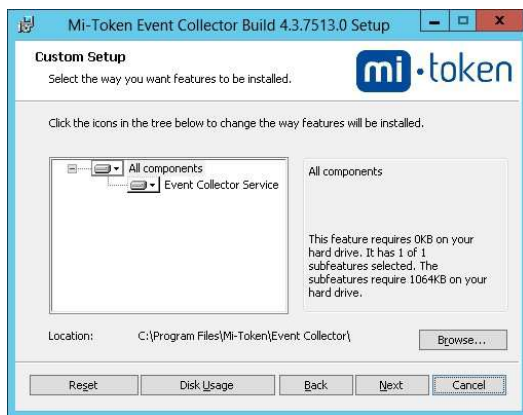 Mi-Token Event Collector Build 4.3.7513.0 Setup
Custom Setup
Select the way you want features to be installed.
mi·token
Click the icons in the tree below to change the way features will be installed.
All components
Event Collector Service
All components
This feature requires 0KB on your
hard drive. It has 1 of 1
subfeatures selected. The
subfeatures require 1064KB on your
hard drive.
Location: C:\Program Files\Mi-Token\Event Collector\
Browse...
Reset Disk Usage Back Next Cancel